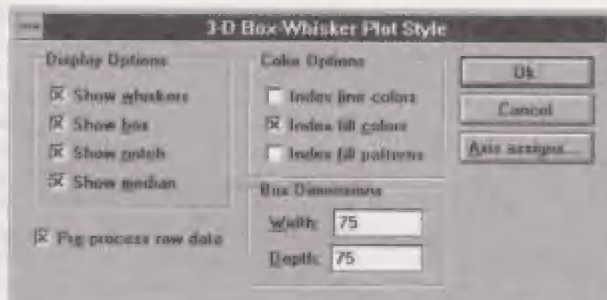 3-D Box-Whisker Plot Style
Display Options
Show whiskers
Show box
Show notch
Show median
Pre-process raw data
Color Options
Index line colors
Index fill colors
Index fill patterns
Box Dimensions
Width: 75
Depth: 75
Ok
Cancel
Axis assigns...